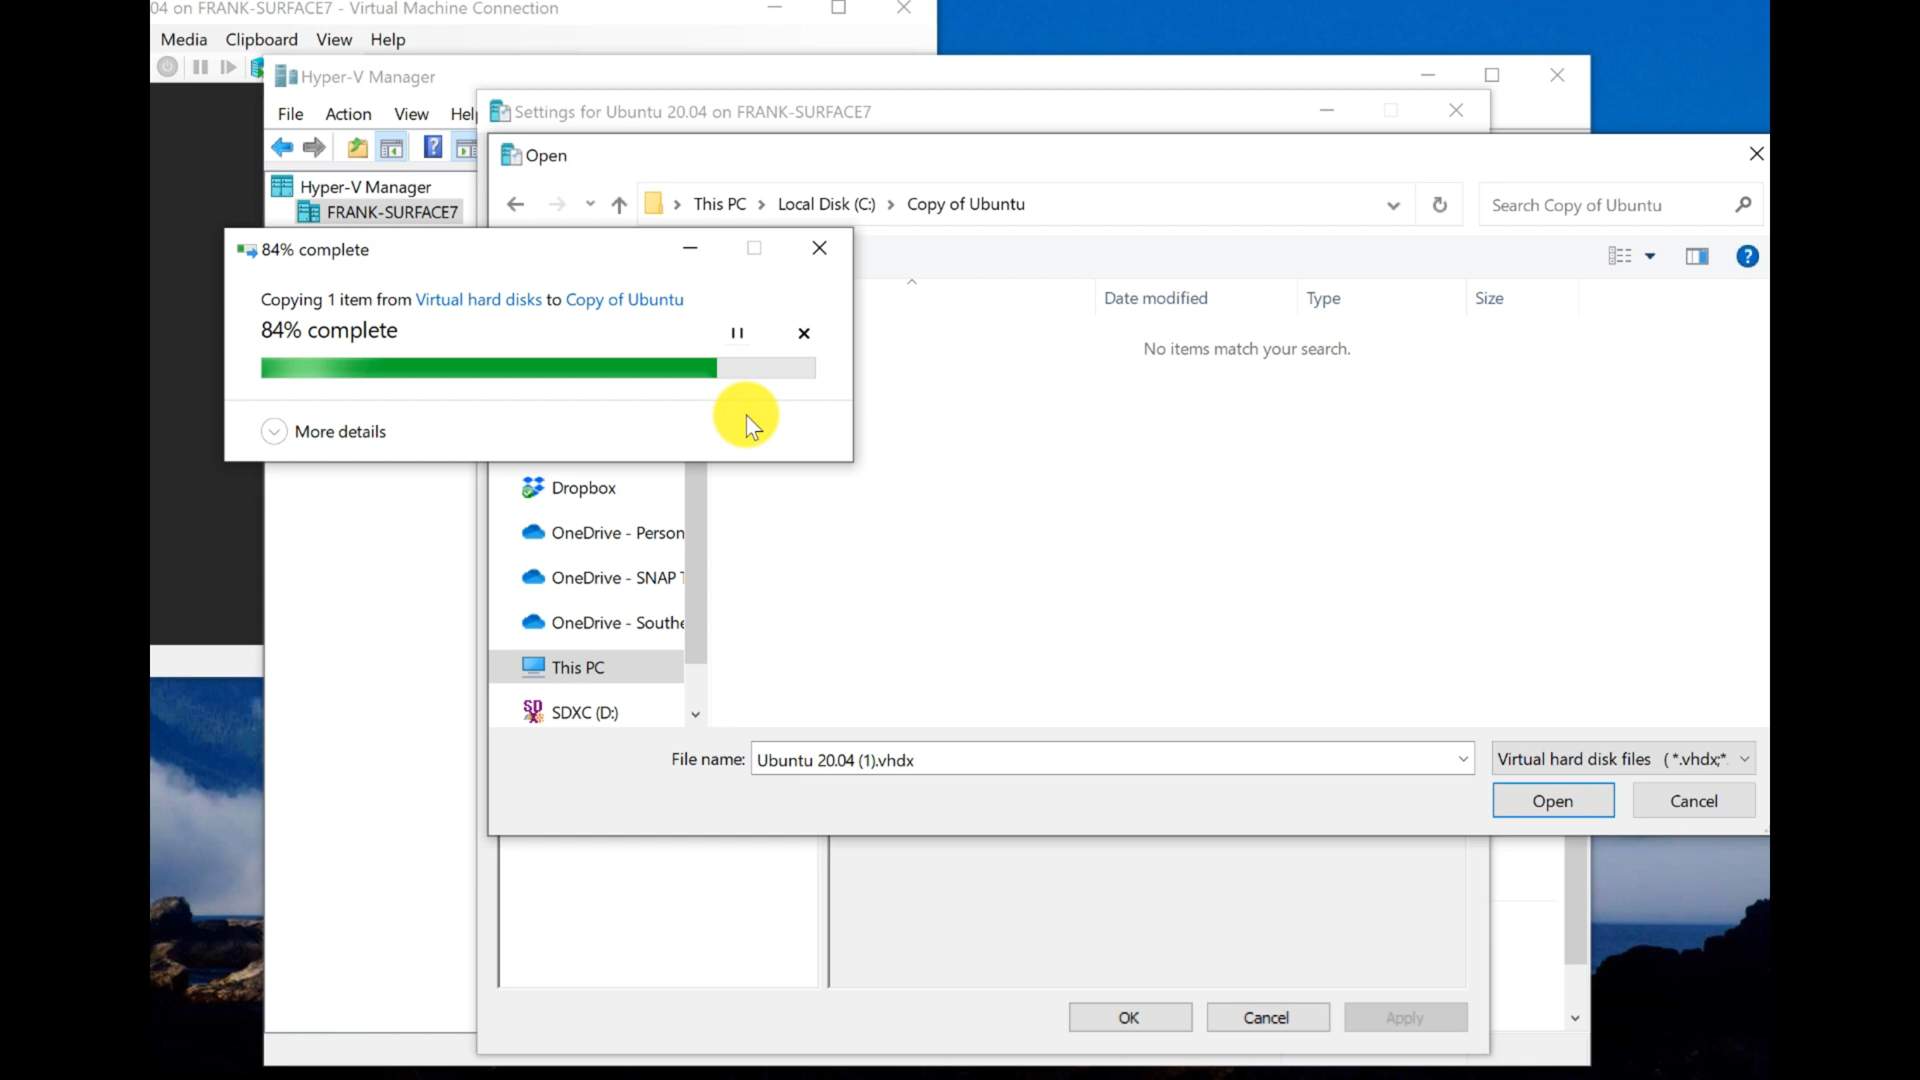 04 on FRANK-SURFACE7 - Virtual Machine Connection
Media Clipboard View Help
Hyper-V Manager
File Action View Help
Settings for Ubuntu 20.04 on FRANK-SURFACE7
Open
Hyper-V Manager
FRANK-SURFACE7
This PC > Local Disk (C:) > Copy of Ubuntu
Search Copy of Ubuntu
84% complete
Copying 1 item from Virtual hard disks to Copy of Ubuntu
84% complete
More details
Date modified
Type
Size
No items match your search.
Dropbox
OneDrive - Person
OneDrive - SNAP T
OneDrive - Southe
This PC
SDXC (D:)
File name: Ubuntu 20.04 (1).vhdx
Virtual hard disk files (*.vhdx;*.
Open
Cancel
OK
Cancel
Apply